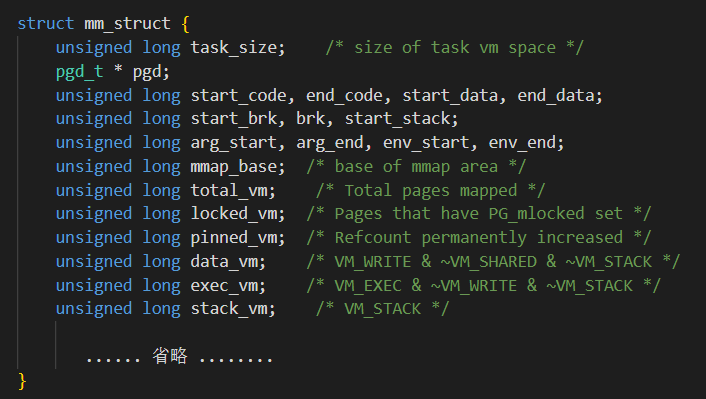 struct mm_struct {
unsigned long task_size; /* size of task vm space */
pgd_t * pgd;
unsigned long start_code, end_code, start_data, end_data;
unsigned long start_brk, brk, start_stack;
unsigned long arg_start, arg_end, env_start, env_end;
unsigned long mmap_base; /* base of mmap area */
unsigned long total_vm; /* Total pages mapped */
unsigned long locked_vm; /* Pages that have PG_mlocked set */
unsigned long pinned_vm; /* Refcount permanently increased */
unsigned long data_vm; /* VM_WRITE & ~VM_SHARED & ~VM_STACK */
unsigned long exec_vm; /* VM_EXEC & ~VM_WRITE & ~VM_STACK */
unsigned long stack_vm; /* VM_STACK */
...... 省略 ........
}